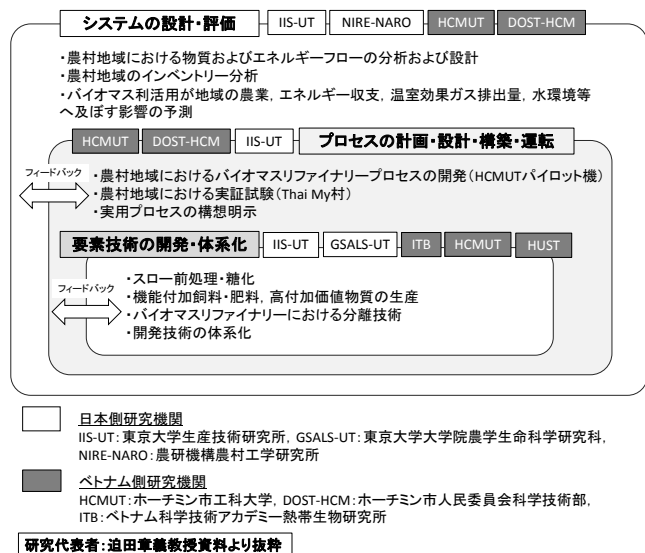 システムの設計・評価 IIS-UT NIRE-NARO HCMUT DOST-HCM
・農村地域における物質およびエネルギーフローの分析および設計
・農村地域のインベントリー分析
・バイオマス利活用が地域の農業，エネルギー収支，温室効果ガス排出量，水環境等
へ及ぼす影響の予測
HCMUT DOST-HCM IIS-UT プロセスの計画・設計・構築・運転
フィードバック
・農村地域におけるバイオマスリファイナリープロセスの開発（HCMUTパイロット機）
・農村地域における実証試験（Thai My村）
・実用プロセスの構想明示
要素技術の開発・体系化 IIS-UT GSALS-UT ITB HCMUT HUST
フィードバック
・スロー前処理・糖化
・機能付加飼料・肥料，高付加価値物質の生産
・バイオマスリファイナリーにおける分離技術
・開発技術の体系化
日本側研究機関
IIS-UT：東京大学生産技術研究所，GSALS-UT：東京大学大学院農学生命科学研究科，
NIRE-NARO：農研機構農村工学研究所
ベトナム側研究機関
HCMUT：ホーチミン市工科大学，DOST-HCM：ホーチミン市人民委員会科学技術部，
ITB：ベトナム科学技術アカデミー熱帯生物研究所
研究代表者：迫田章義教授資料より抜粋